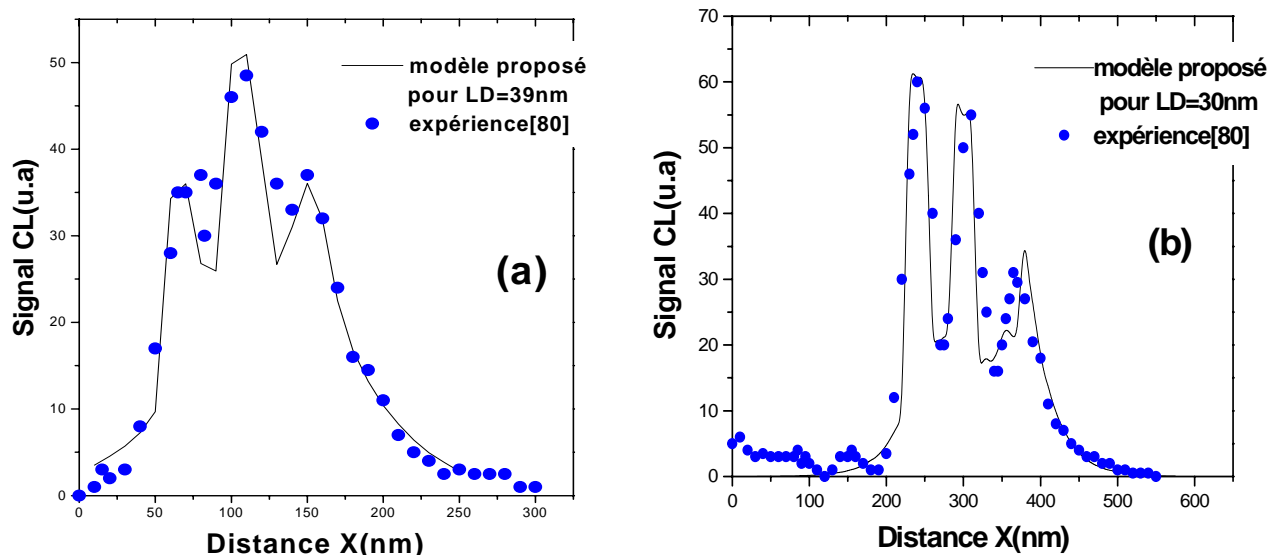 (a)
modèle proposé
pour LD=39nm
expérience[80]
Signal CL(u.a)
50
40
30
20
10
0
0
50
100
150
200
250
300
Distance X(nm)
(b)
modèle proposé
pour LD=30nm
expérience[80]
Signal CL(u.a)
70
60
50
40
30
20
10
0
0
100
200
300
400
500
600
Distance X(nm)